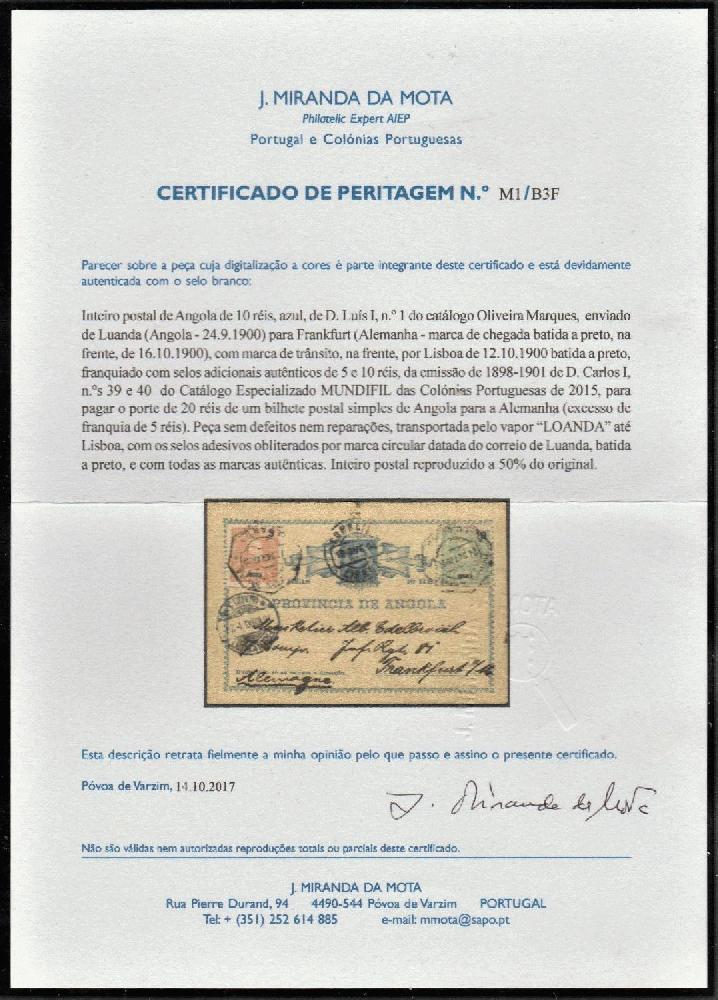 J. MIRANDA DA MOTA
Philatelic Expert AIEP
Portugal e Colónias Portuguesas
CERTIFICADO DE PERITAGEM N.º M1/B3F
Parecer sobre a peça cuja digitalização a cores é parte integrante deste certificado e está devidamente
autenticada com o selo branco:
Inteiro postal de Angola de 10 réis, azul, de D. Luís I, n.º 1 do catálogo Oliveira Marques, enviado
de Luanda (Angola - 24.9.1900) para Frankfurt (Alemanha - marca de chegada batida a preto, na
frente, de 16.10.1900), com marca de trânsito, na frente, por Lisboa de 12.10.1900 batida a preto,
franquiado com selos adicionais autênticos de 5 e 10 réis, da emissão de 1898-1901 de D. Carlos I,
n.ºs 39 e 40 do Catálogo Especializado MUNDIFIL das Colónias Portuguesas de 2015, para
pagar o porte de 20 réis de um bilhete postal simples de Angola para a Alemanha (excesso de
franquia de 5 réis). Peça sem defeitos nem reparações, transportada pelo vapor "LOANDA" até
Lisboa, com os selos adesivos obliterados por marca circular datada do correio de Luanda, batida
a preto, e com todas as marcas autênticas. Inteiro postal reproduzido a 50% do original.
PROVINCIA DE ANGOLA
Frankfurt
Alemagne
Esta descrição retrata fielmente a minha opinião pelo que passo e assino o presente certificado.
Póvoa de Varzim, 14.10.2017
J. Miranda da Mota
Não são válidas nem autorizadas reproduções totais ou parciais deste certificado.
J. MIRANDA DA MOTA
Rua Pierre Durand, 94 4490-544 Póvoa de Varzim PORTUGAL
Tel: + (351) 252 614 885 e-mail: mmota@sapo.pt